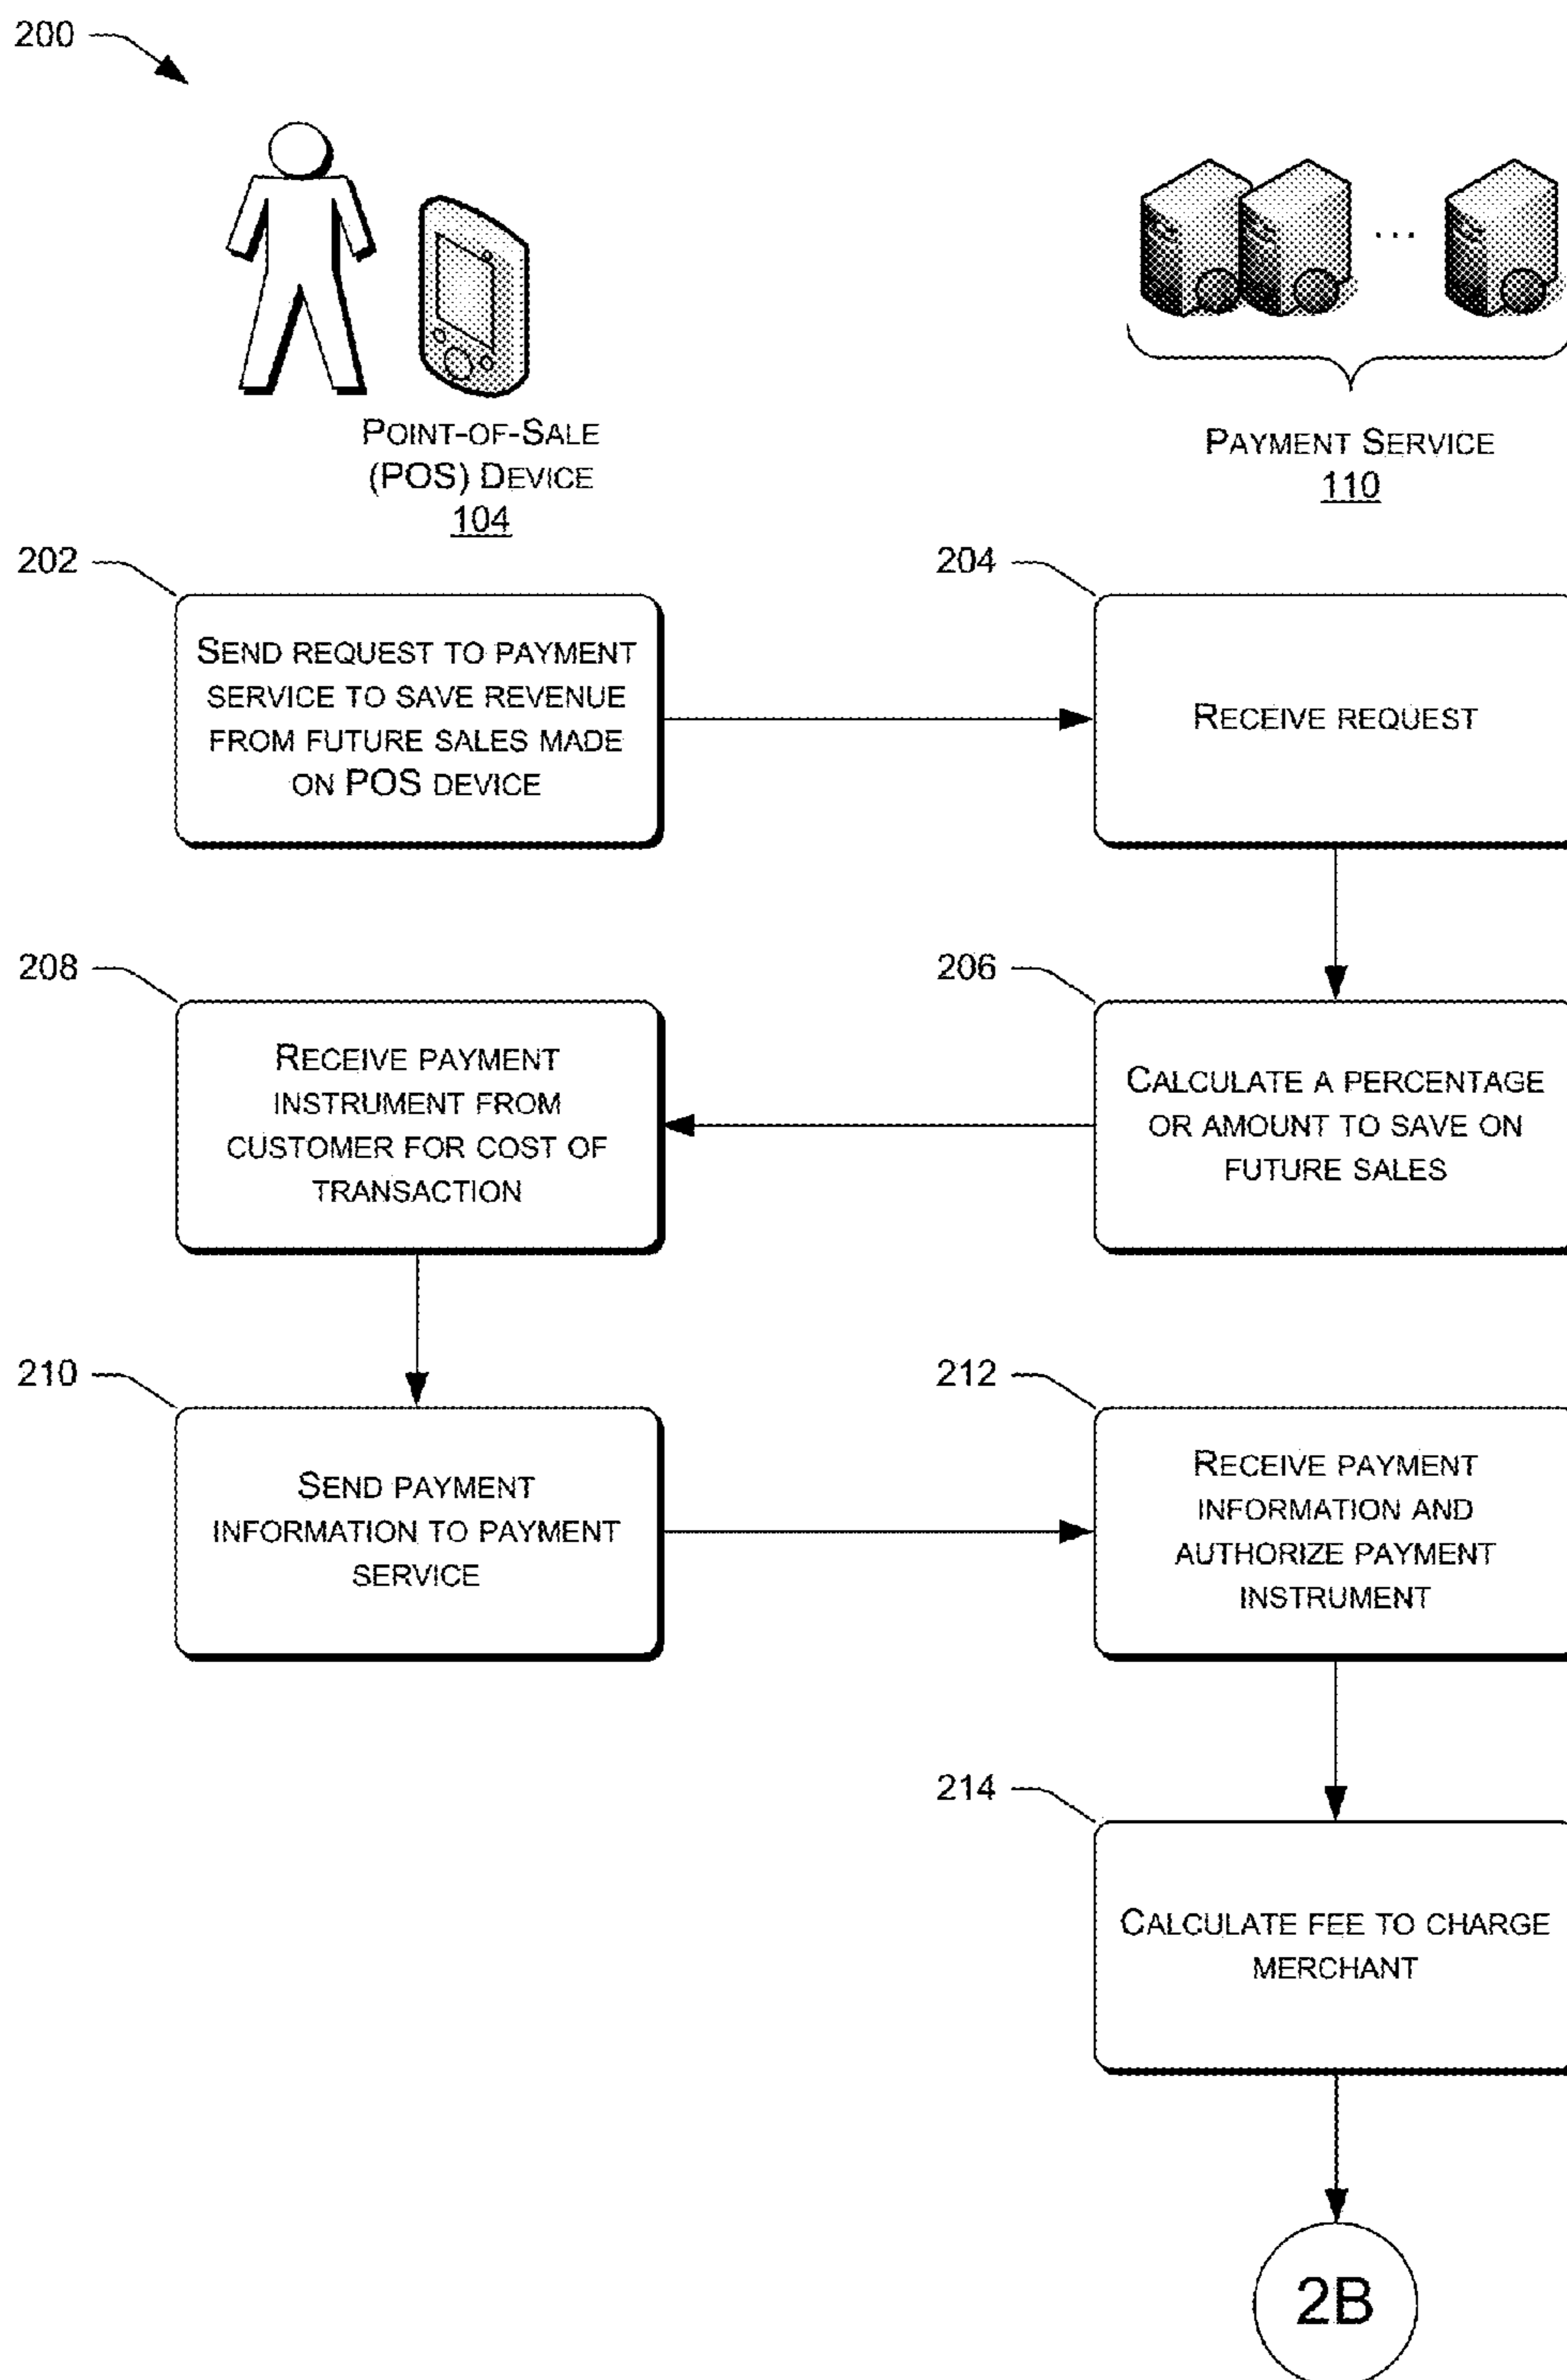 200
Point-of-Sale
(POS) Device
104
Payment Service
110
202
Send request to payment
service to save revenue
from future sales made
on POS device
204
Receive request
208
Receive payment
instrument from
customer for cost of
transaction
206
Calculate a percentage
or amount to save on
future sales
210
Send payment
information to payment
service
212
Receive payment
information and
authorize payment
instrument
214
Calculate fee to charge
merchant
2B